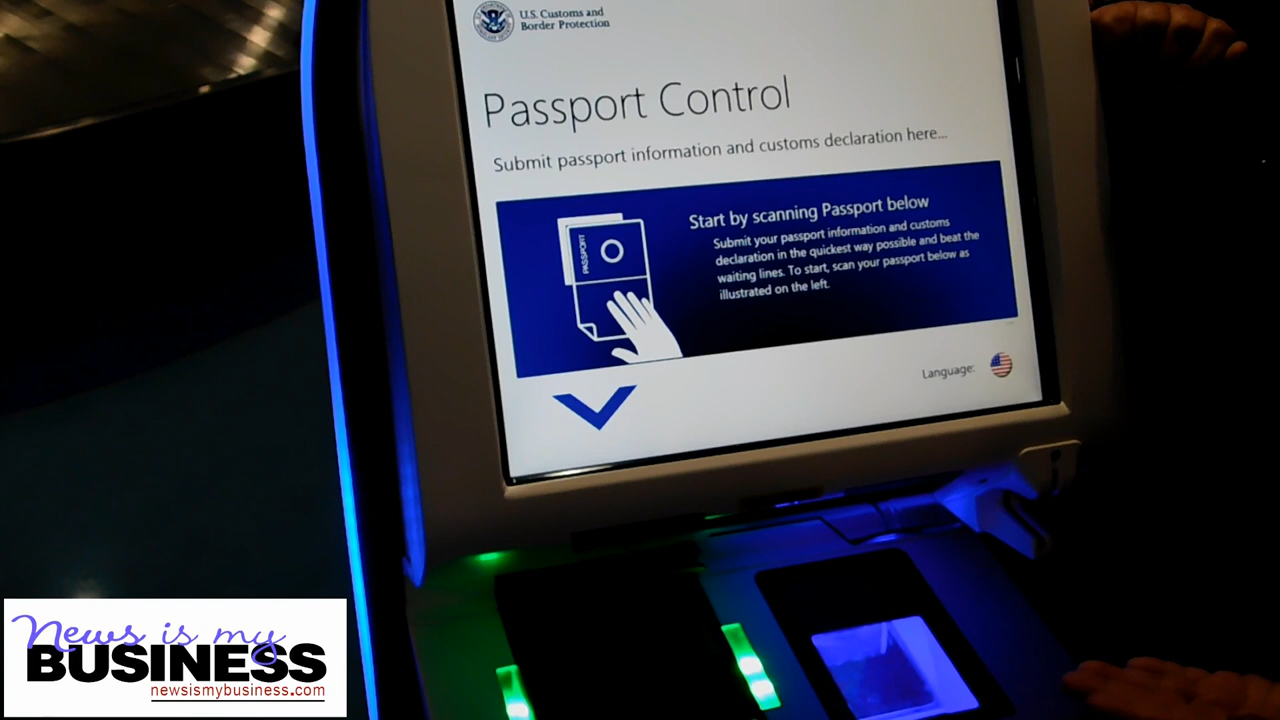 U.S. Customs and
Border Protection
Passport Control
Submit passport information and customs declaration here...
PASSPORT
Start by scanning Passport below
Submit your passport information and customs
declaration in the quickest way possible and beat the
waiting lines. To start, scan your passport below as
illustrated on the left.
Language:
News is my
BUSINESS
newsismybusiness.com